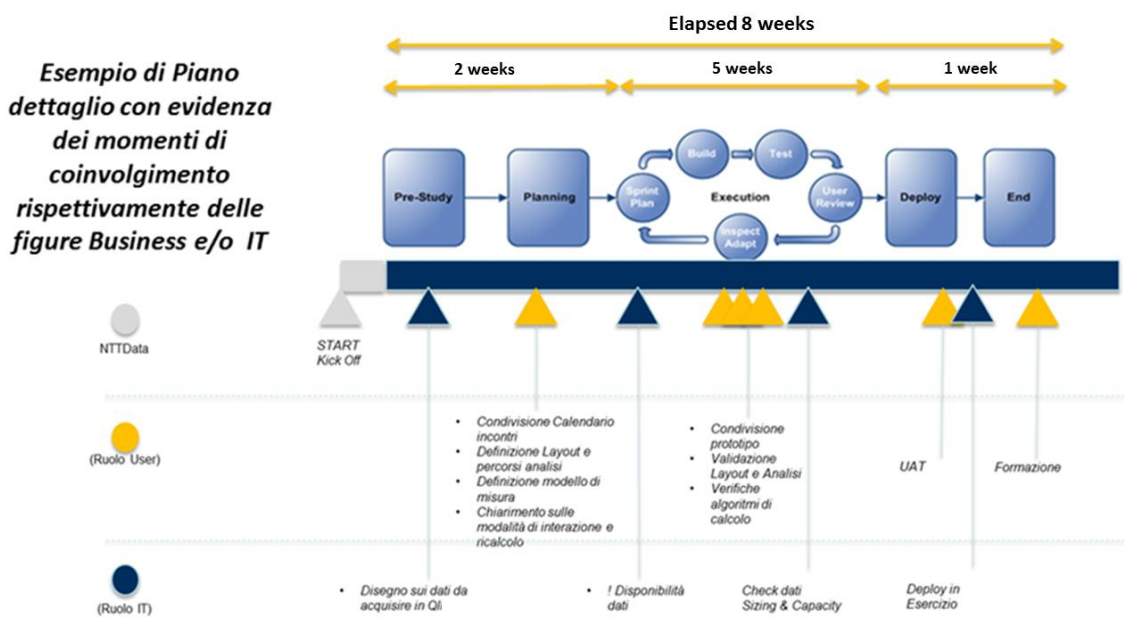 Elapsed 8 weeks
2 weeks
5 weeks
1 week
Esempio di Piano
dettaglio con evidenza
dei momenti di
coinvolgimento
rispettivamente delle
figure Business e/o IT
Pre-Study
Planning
Sprint
Plan
Build
Test
User
Review
Execution
Inspect
Adapt
Deploy
End
NTTData
START
Kick Off
(Ruolo User)
• Condivisione Calendario
incontri
• Definizione Layout e
percorsi analisi
• Definizione modello di
misura
• Chiarimento sulle
modalità di interazione e
ricalcolo
• Condivisione
prototipo
• Validazione
Layout e Analisi
• Verifiche
algoritmi di
calcolo
UAT
Formazione
(Ruolo IT)
• Disegno sui dati da
acquisire in Qli
• ! Disponibilità
dati
Check dati
Sizing & Capacity
Deploy in
Esercizio